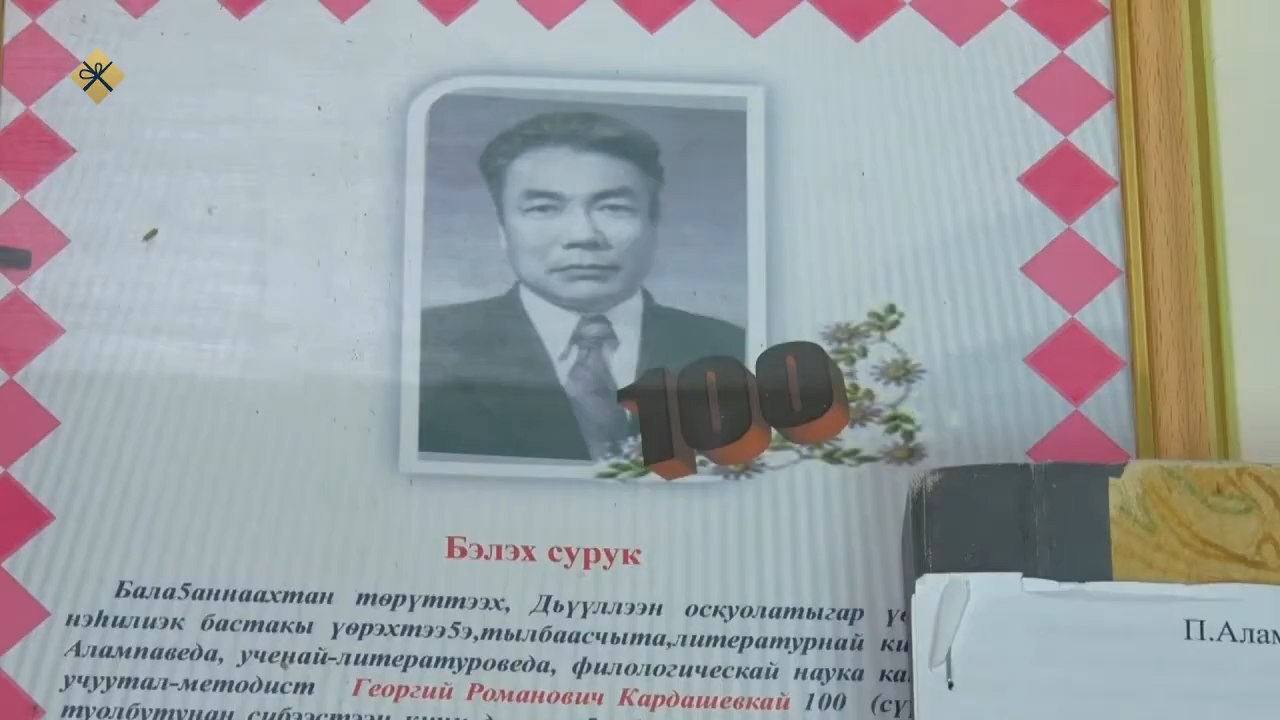 100
Бэлэх сурук
Бала5аннаахтан төрүттээх, Дьүүллээн оскуолатыгар
нэһилиэк бастакы үөрэхтээ5э,тылбаасчыта,литературнай
Алампаведа, ученай-литературоведа, филологическай наука
учуутал-методист Георгий Романович Кардашевкай 100
П.Алам